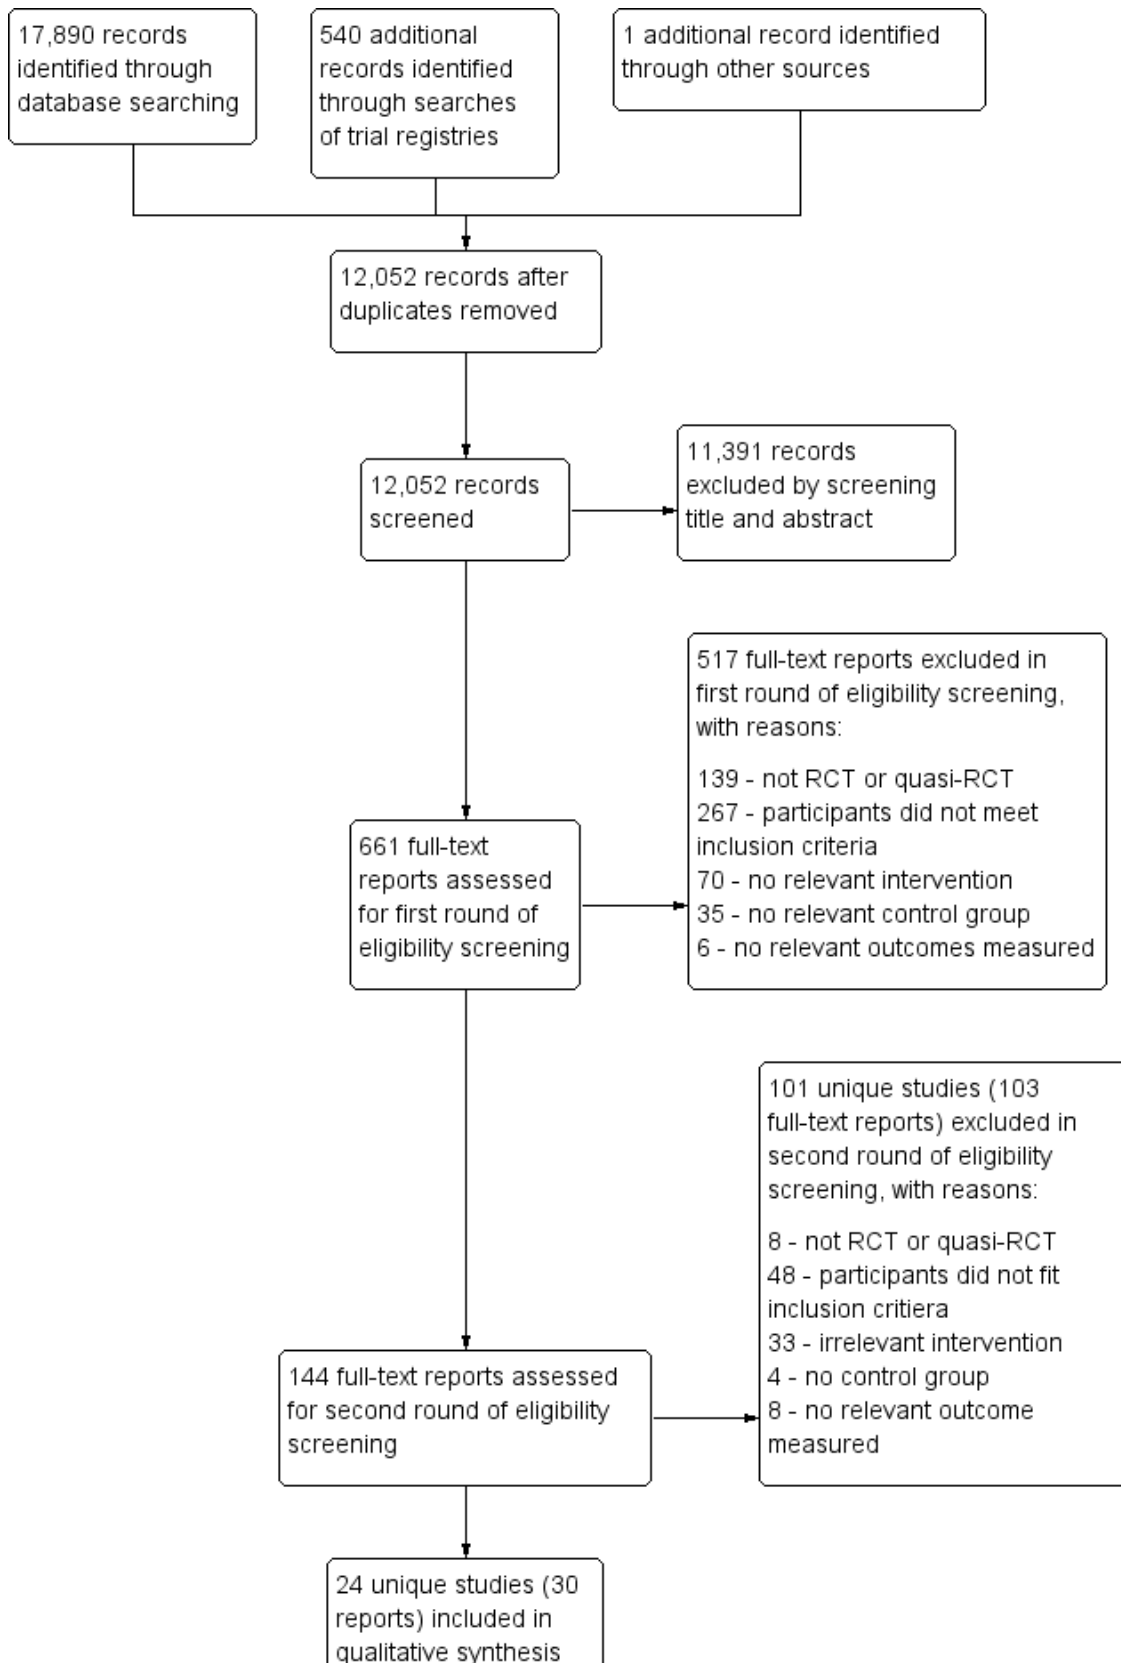 17,890 records
identified through
database searching
540 additional
records identified
through searches
of trial registries
1 additional record identified
through other sources
12,052 records after
duplicates removed
12,052 records
screened
11,391 records
excluded by screening
title and abstract
661 full-text
reports assessed
for first round of
eligibility screening
517 full-text reports excluded in
first round of eligibility screening,
with reasons:
139 - not RCT or quasi-RCT
267 - participants did not meet
inclusion criteria
70 - no relevant intervention
35 - no relevant control group
6 - no relevant outcomes measured
144 full-text reports assessed
for second round of eligibility
screening
101 unique studies (103
full-text reports) excluded in
second round of eligibility
screening, with reasons:
8 - not RCT or quasi-RCT
48 - participants did not fit
inclusion critiera
33 - irrelevant intervention
4 - no control group
8 - no relevant outcome
measured
24 unique studies (30
reports) included in
qualitative synthesis